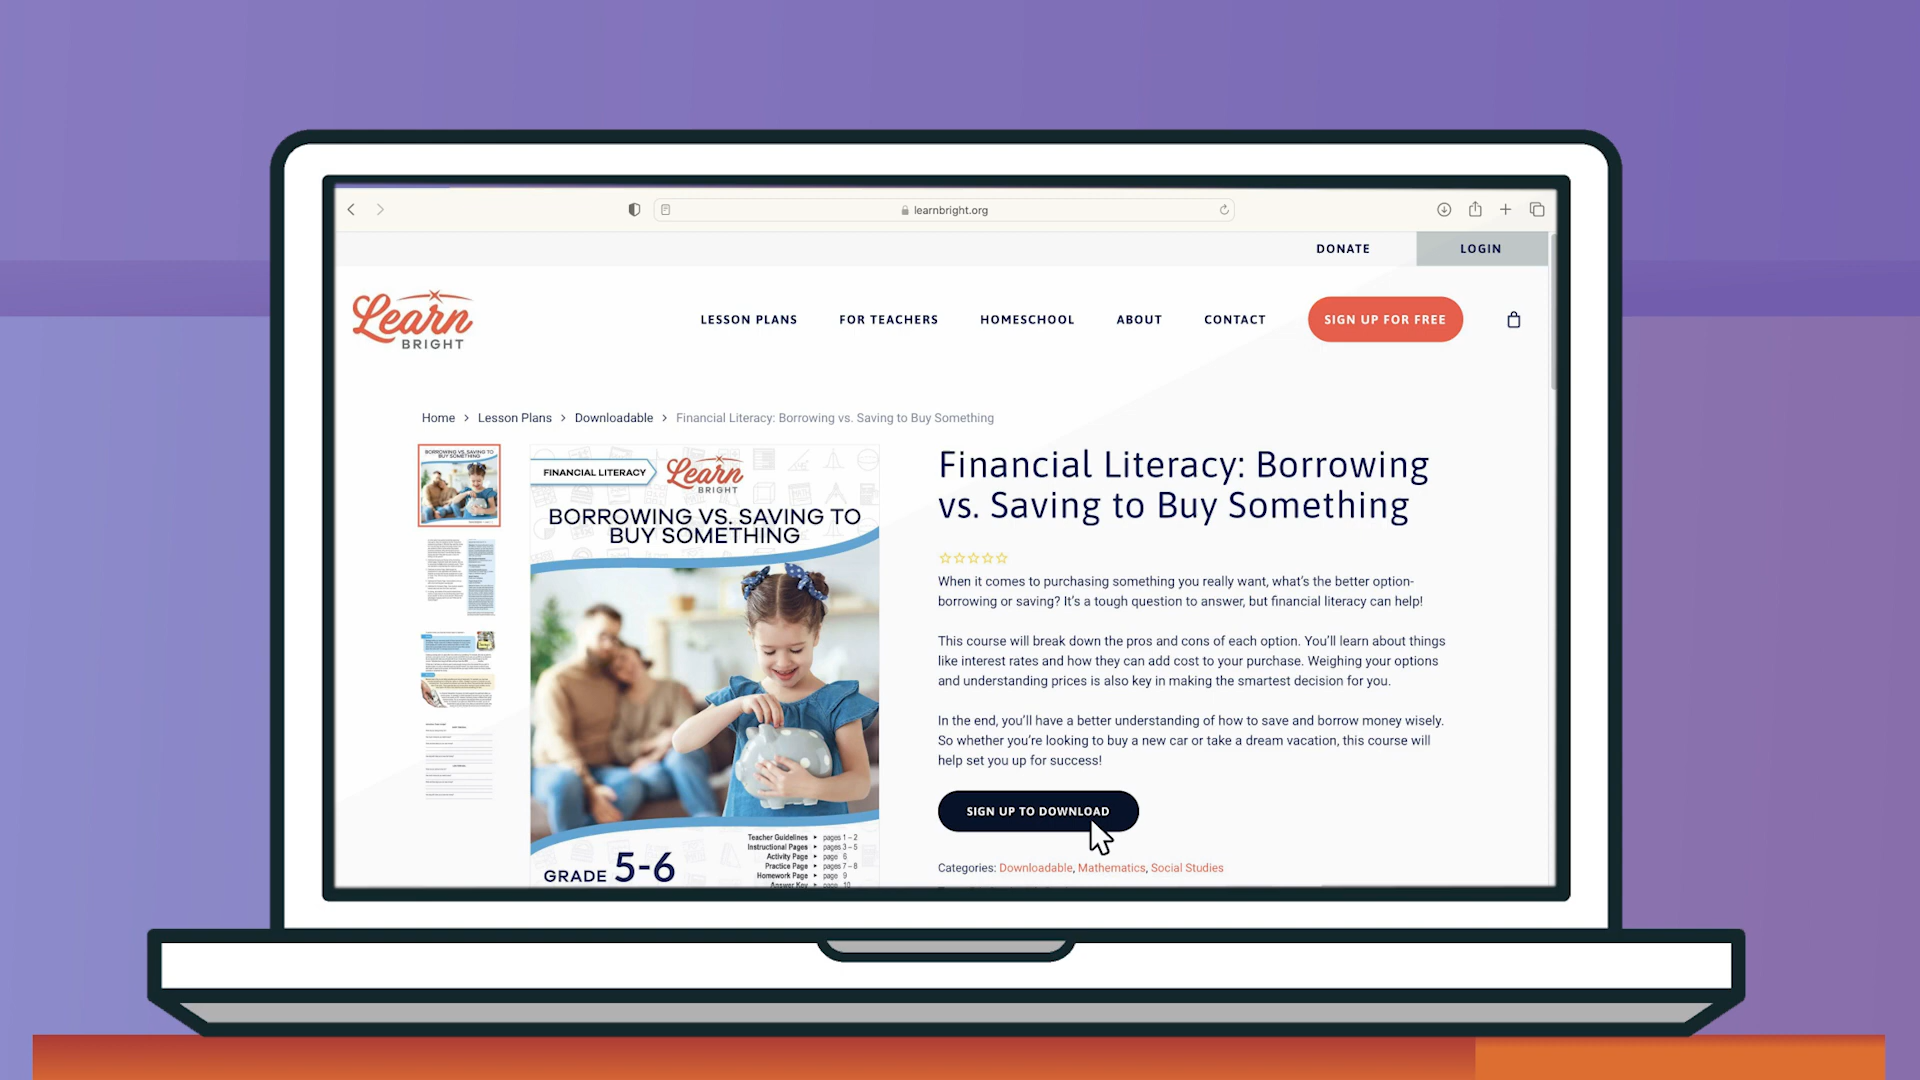 learnbright.org
DONATE
LOGIN
Learn
BRIGHT
LESSON PLANS
FOR TEACHERS
HOMESCHOOL
ABOUT
CONTACT
SIGN UP FOR FREE
Home > Lesson Plans > Downloadable > Financial Literacy: Borrowing vs. Saving to Buy Something
BORROWING VS. SAVING TO
BUY SOMETHING
FINANCIAL LITERACY
Learn
BRIGHT
BORROWING VS. SAVING TO
BUY SOMETHING
GRADE 5-6
Teacher Guidelines ▸ pages 1 – 2
Instructional Pages ▸ pages 3 – 5
Activity Page ▸ page 6
Practice Page ▸ pages 7 – 8
Homework Page ▸ page 9
Answer Key ▸ page 10
Financial Literacy: Borrowing
vs. Saving to Buy Something
When it comes to purchasing something you really want, what's the better option-
borrowing or saving? It's a tough question to answer, but financial literacy can help!
This course will break down the pros and cons of each option. You'll learn about things
like interest rates and how they can add cost to your purchase. Weighing your options
and understanding prices is also key in making the smartest decision for you.
In the end, you'll have a better understanding of how to save and borrow money wisely.
So whether you're looking to buy a new car or take a dream vacation, this course will
help set you up for success!
SIGN UP TO DOWNLOAD
Categories: Downloadable, Mathematics, Social Studies